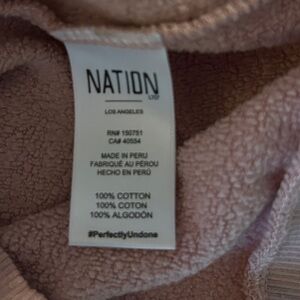 NATION
LTD
LOS ANGELES
RN# 150751
CA# 40554
MADE IN PERU
FABRIQUÉ AU PÉROU
HECHO EN PERÚ
100% COTTON
100% COTON
100% ALGODÓN
#PerfectlyUndone